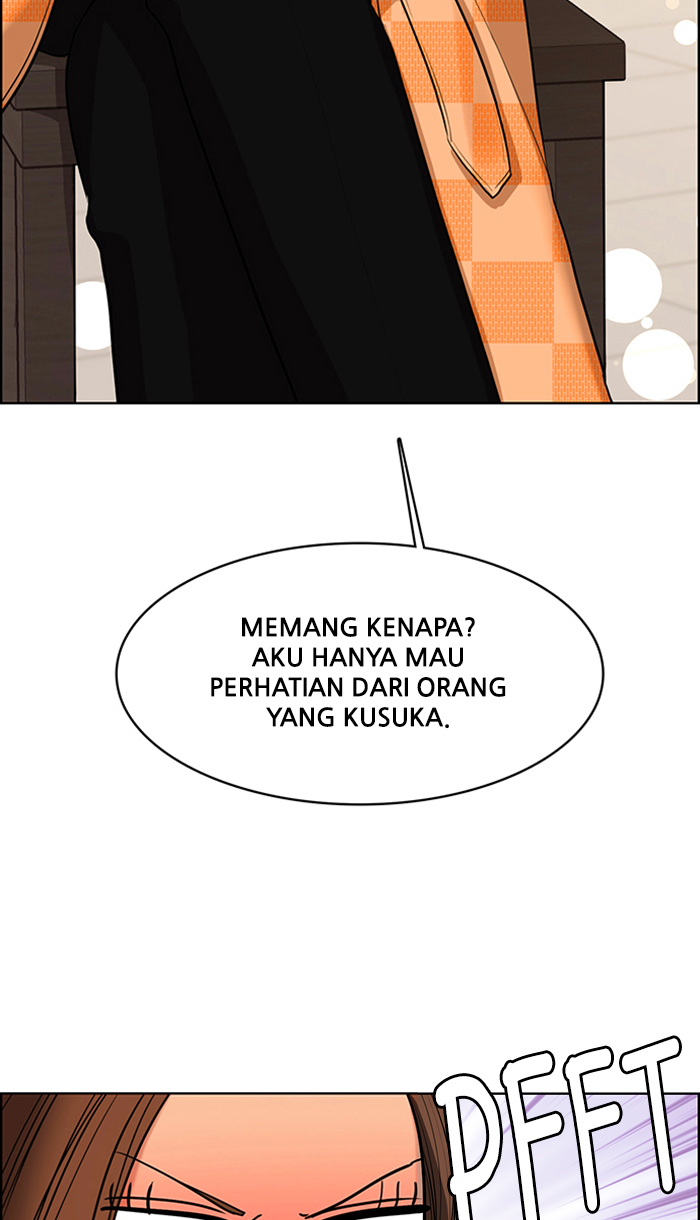 MEMANG KENAPA?
AKU HANYA MAU
PERHATIAN DARI ORANG
YANG KUSUKA.
PFFT